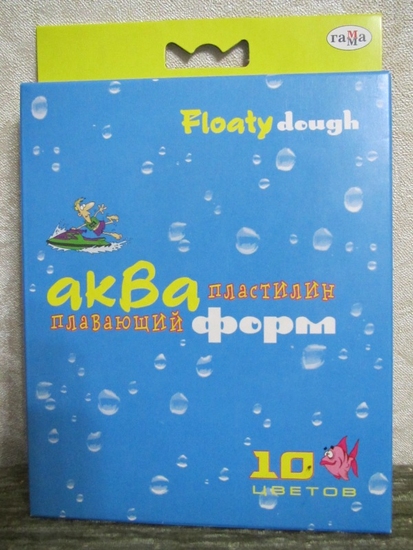 гамма
Floaty dough
аква пластилин
плавающий форм
10
цветов